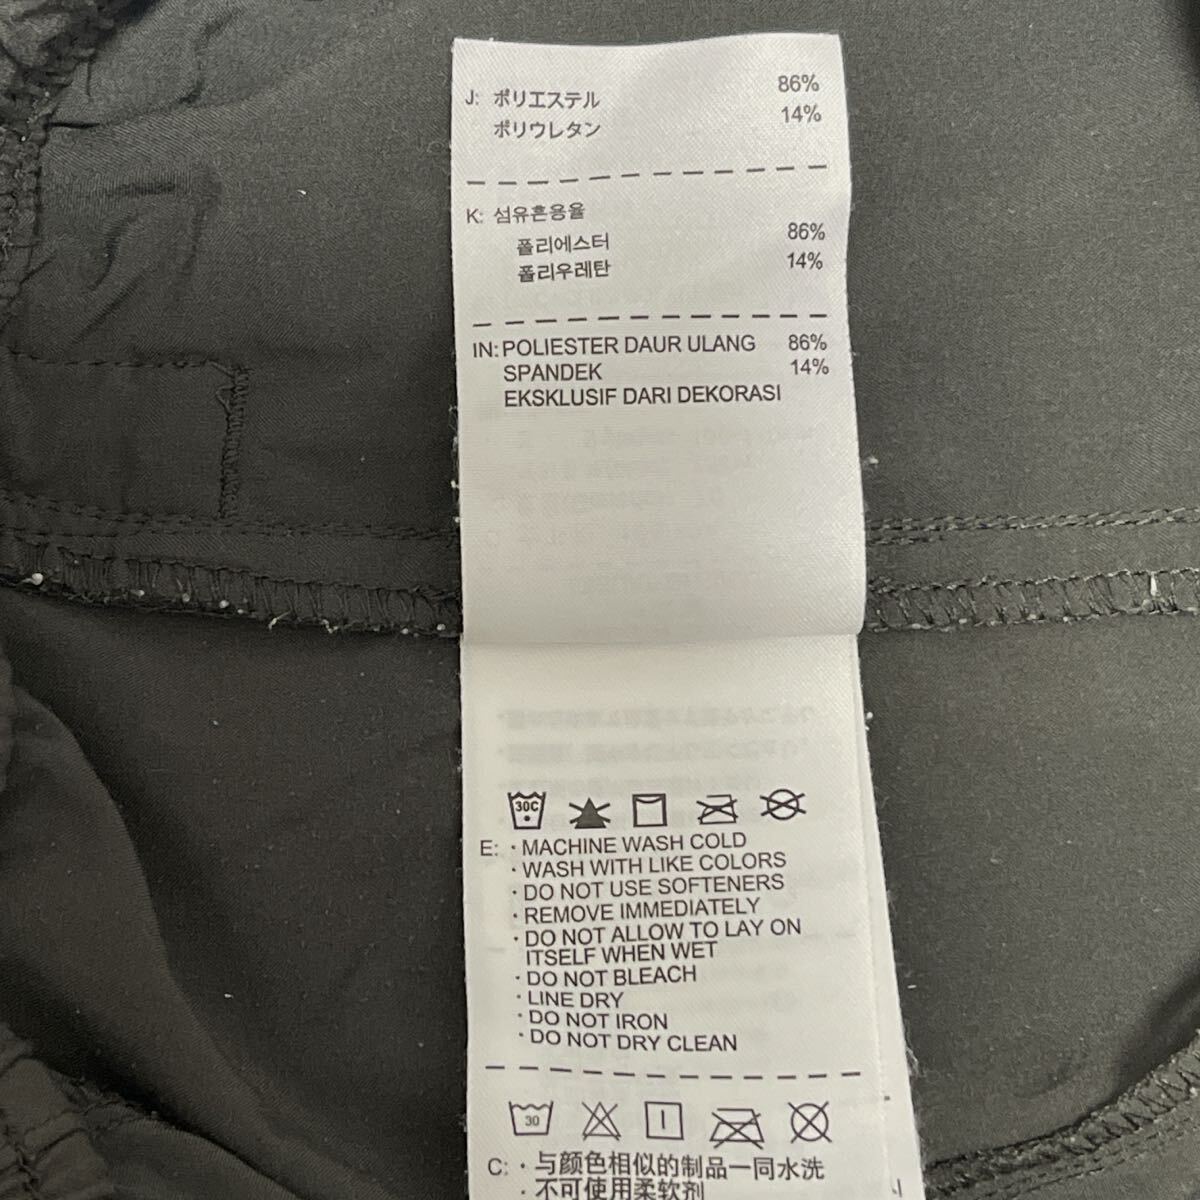 J: ポリエステル 86%
ポリウレタン 14%
K: 섬유혼용율
폴리에스터 86%
폴리우레탄 14%
IN: POLIESTER DAUR ULANG 86%
SPANDEK 14%
EKSKLUSIF DARI DEKORASI
30C
E: · MACHINE WASH COLD
· WASH WITH LIKE COLORS
· DO NOT USE SOFTENERS
· REMOVE IMMEDIATELY
· DO NOT ALLOW TO LAY ON
ITSELF WHEN WET
· DO NOT BLEACH
· LINE DRY
· DO NOT IRON
· DO NOT DRY CLEAN
30
C: · 与颜色相似的制品一同水洗
· 不可使用柔软剂